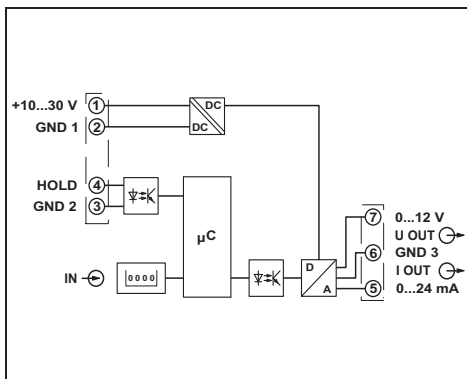 +10...30 V 1
GND 1 2
DC
DC
HOLD 4
GND 2 3
µC
IN
0000
D
A
7 0...12 V
U OUT
6 GND 3
I OUT
5 0...24 mA